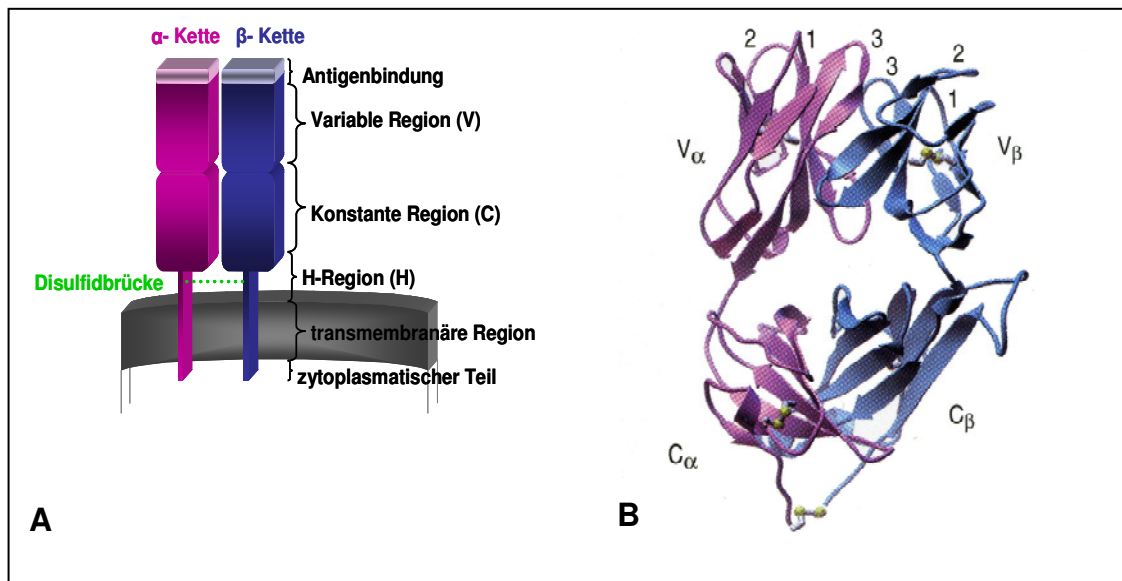 α- Kette β- Kette
Antigenbindung
Variable Region (V)
Konstante Region (C)
Disulfidbrücke
H-Region (H)
transmembranäre Region
zytoplasmatischer Teil
A
2 1 3
3 2
1
Vα
Vβ
Cβ
Cα
B